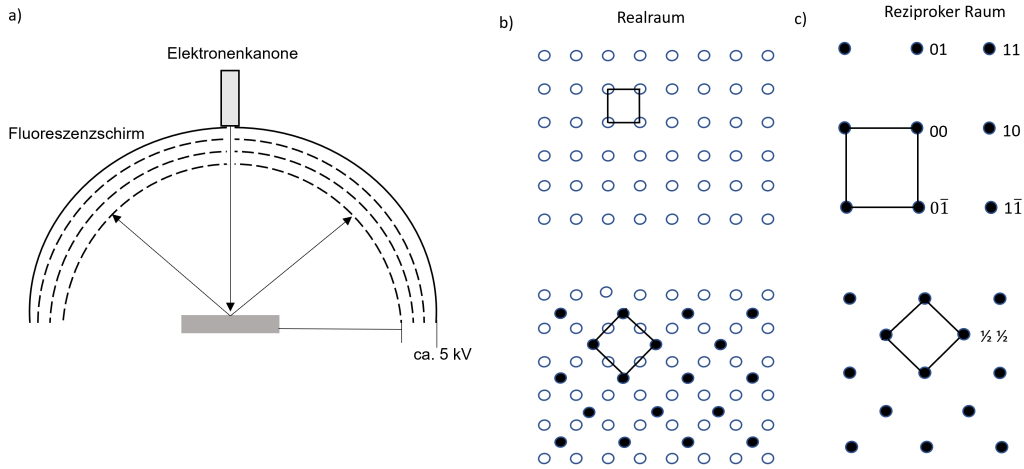 a)
Elektronenkanone
Fluoreszenzschirm
ca. 5 kV
b)
Realraum
c)
Reziproker Raum
01
11
00
10
01̅
11̅
½ ½